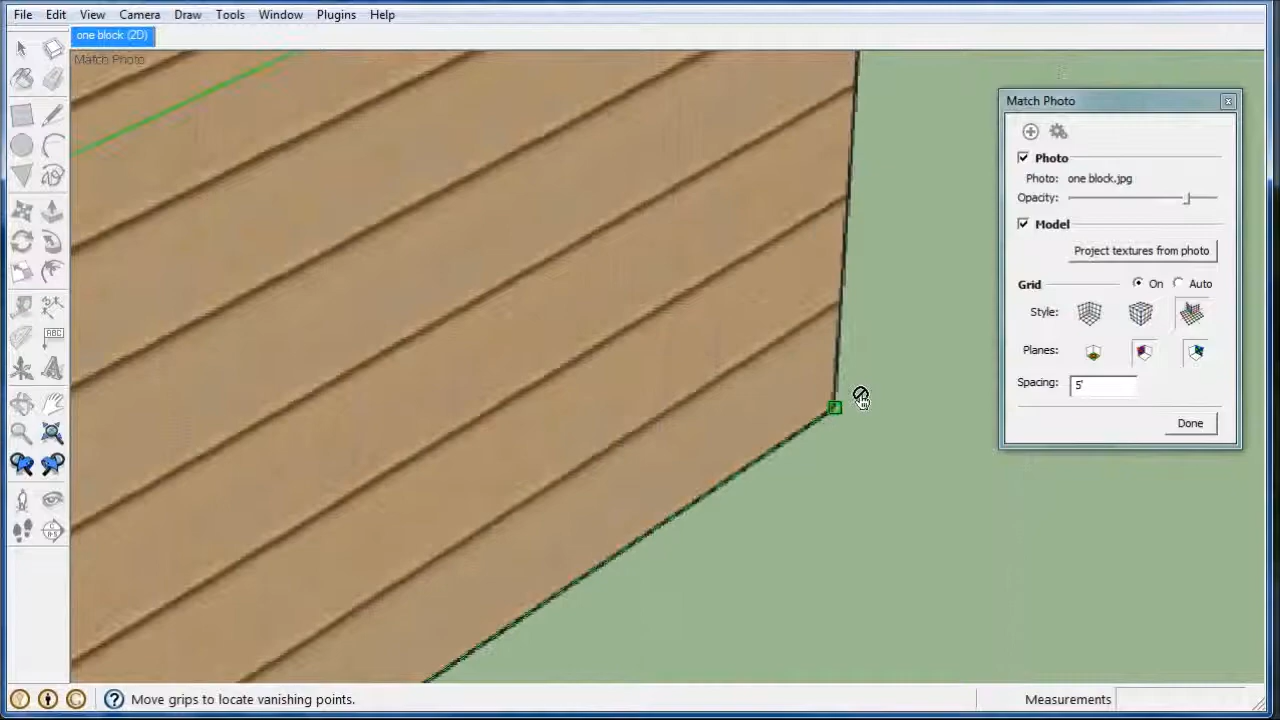 File Edit View Camera Draw Tools Window Plugins Help
one block (2D)
Match Photo
Match Photo
Photo
Photo: one block.jpg
Opacity:
Model
Project textures from photo
Grid On Auto
Style:
Planes:
Spacing: 5'
Done
ABC
Move grips to locate vanishing points.
Measurements